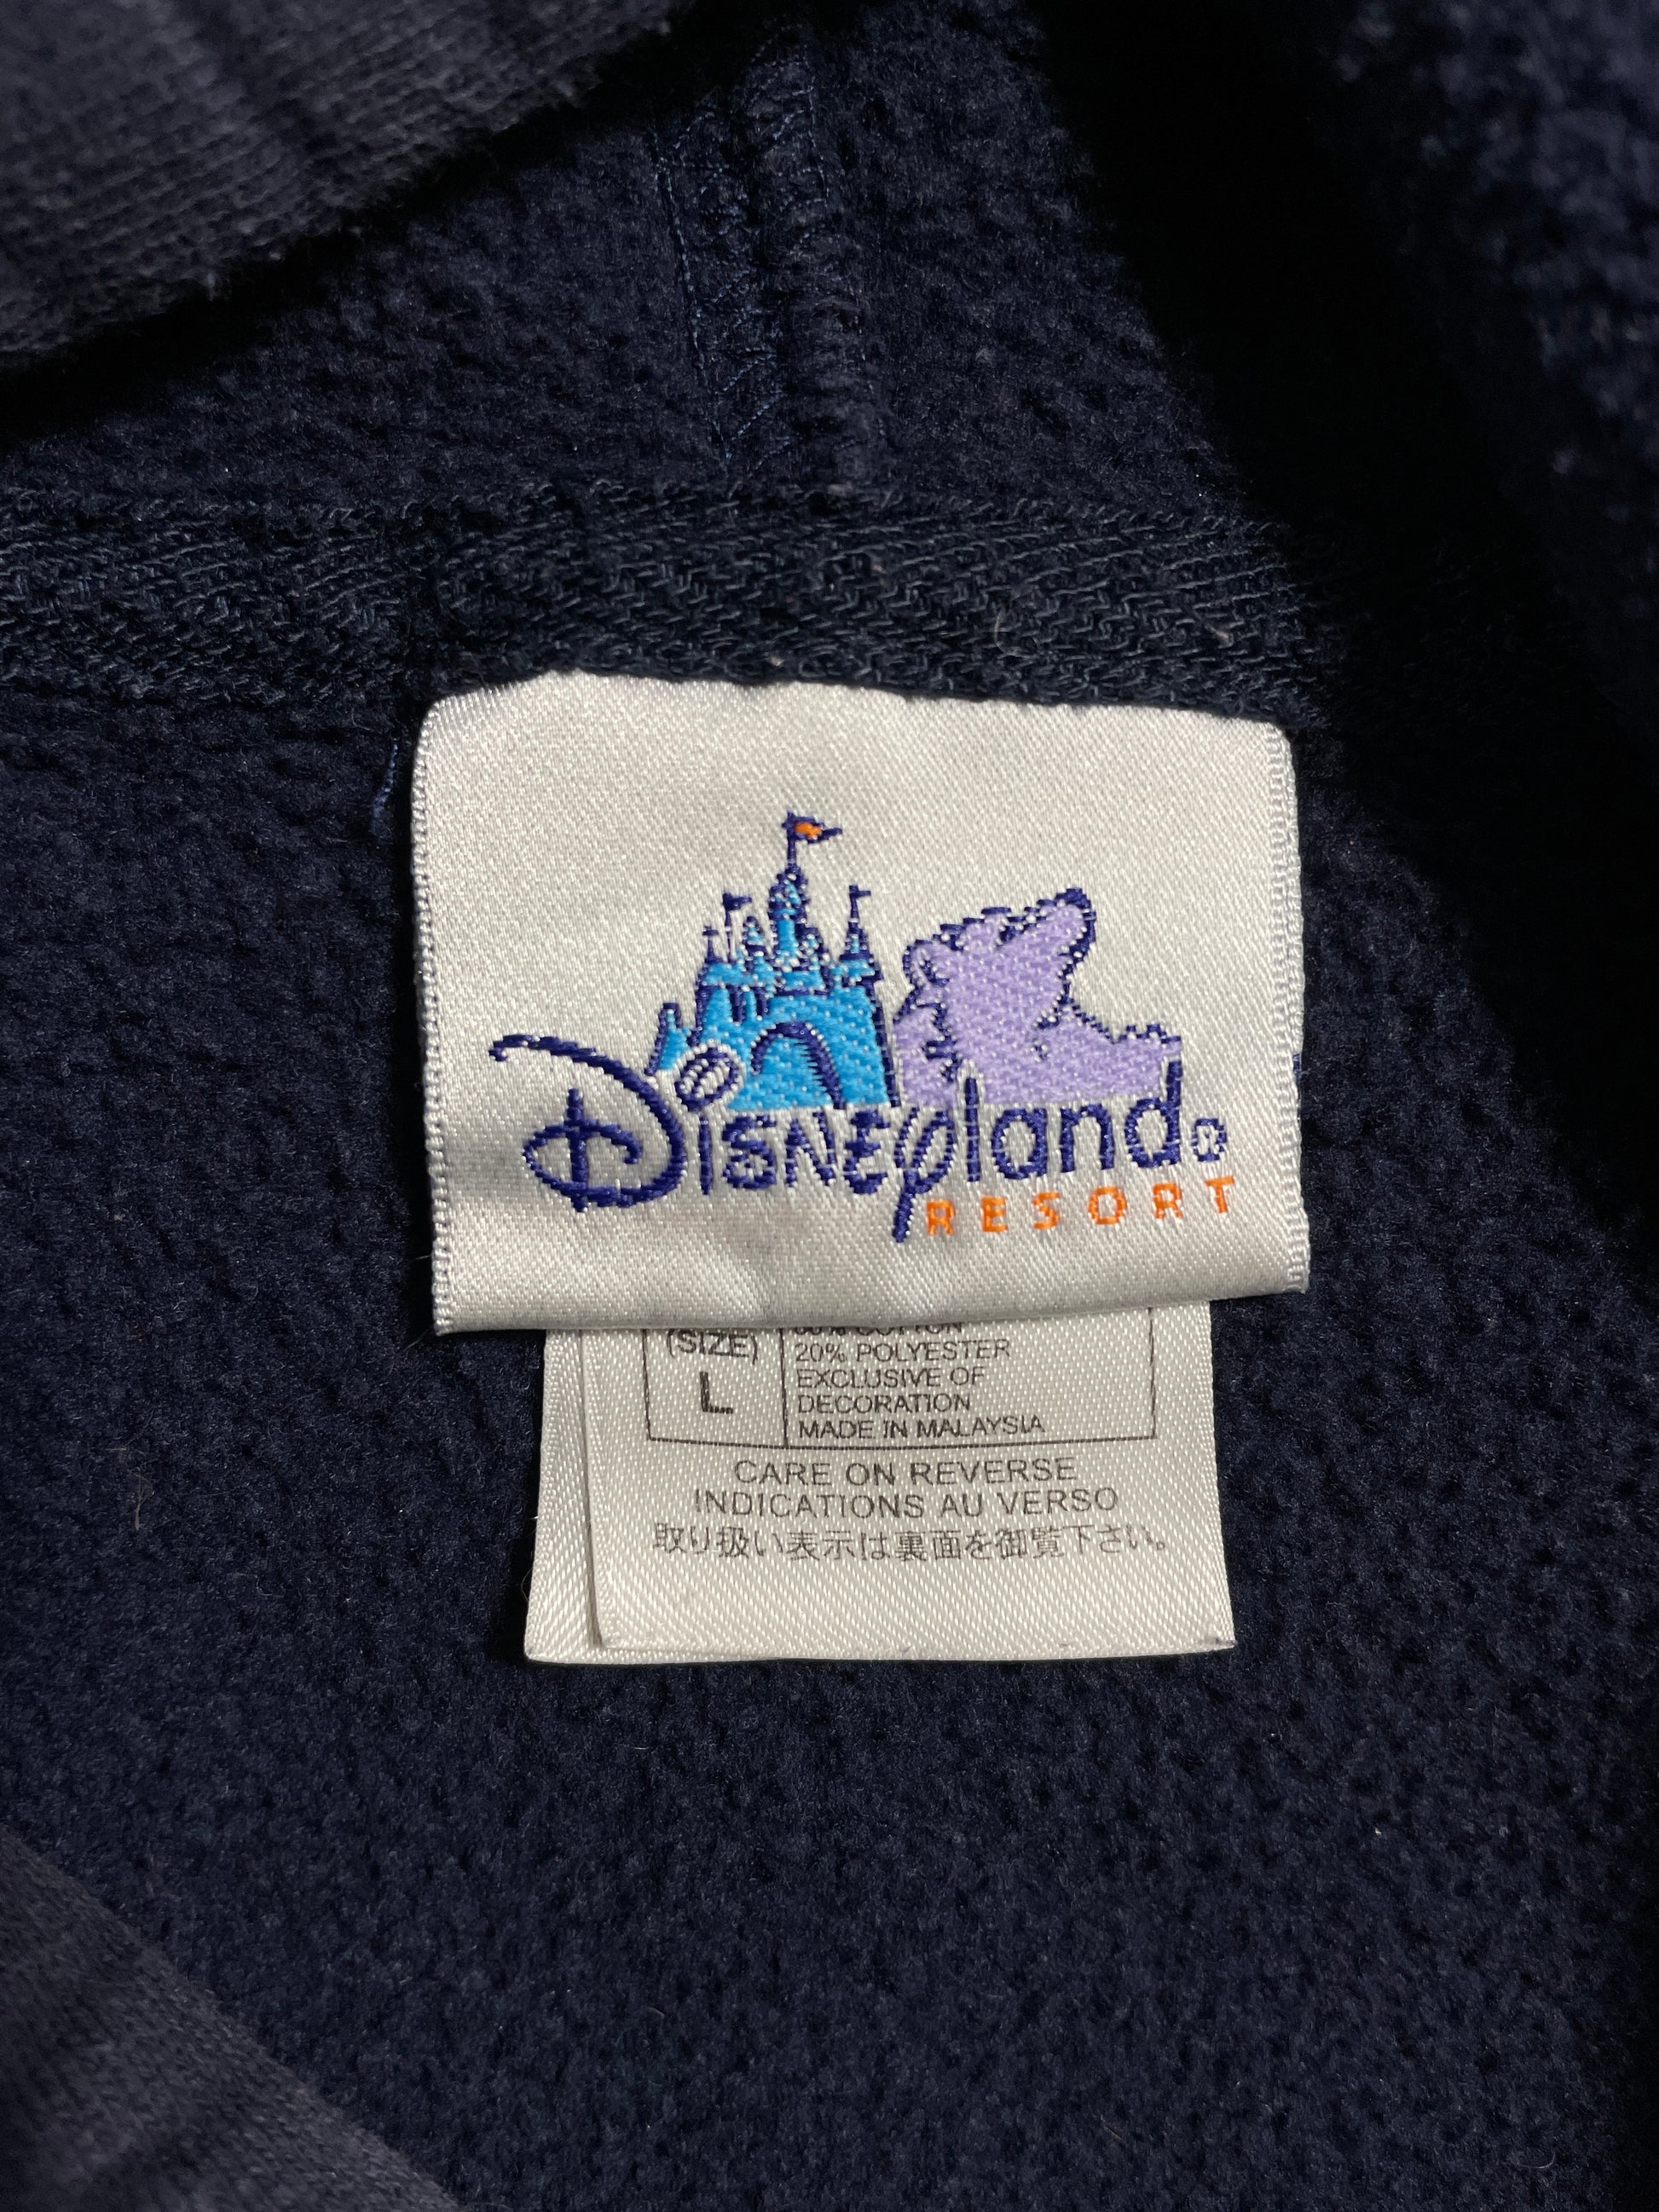 DISNEYland®
RESORT
(SIZE)
L
COTTON
20% POLYESTER
EXCLUSIVE OF
DECORATION
MADE IN MALAYSIA
CARE ON REVERSE
INDICATIONS AU VERSO
取り扱い表示は裏面を御覧下さい。